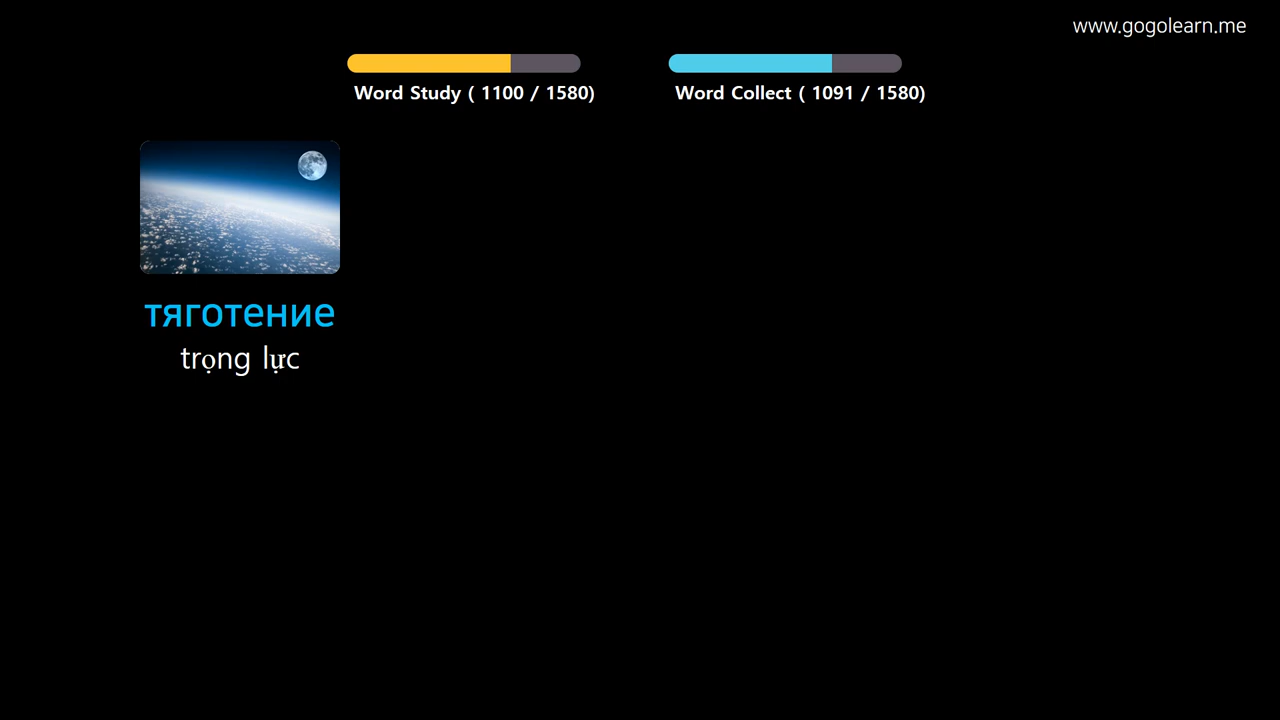 www.gogolearn.me
Word Study ( 1100 / 1580)
Word Collect ( 1091 / 1580)
тяготение
trọng lực